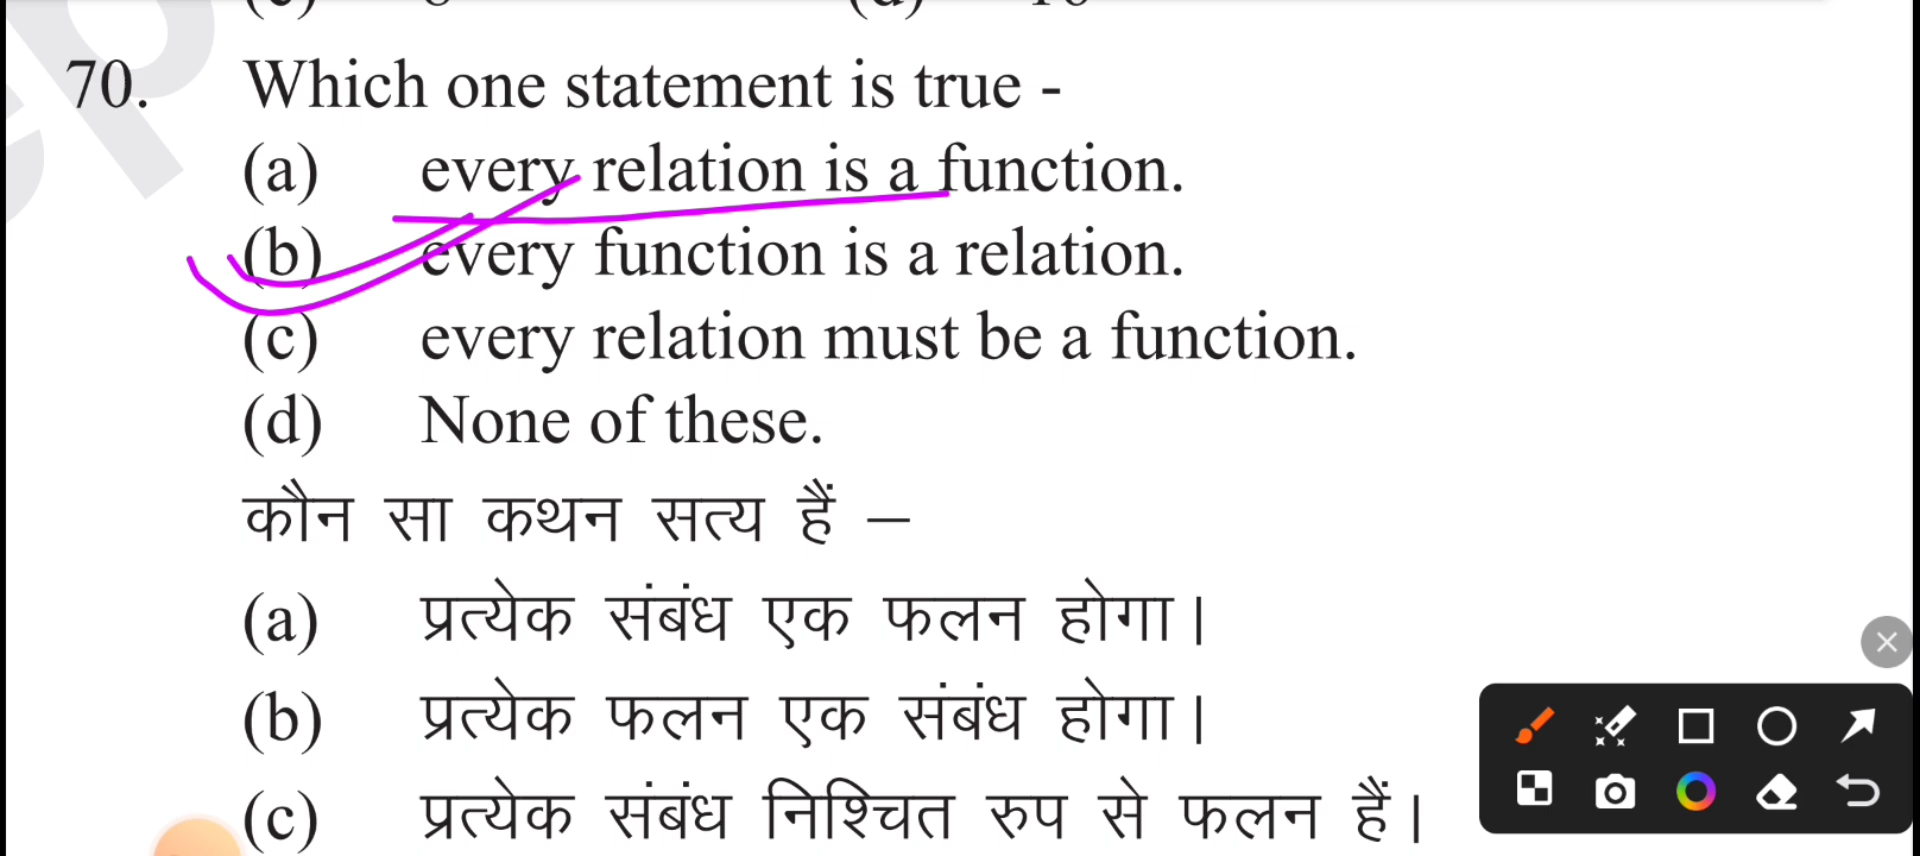 70. Which one statement is true -
(a) every relation is a function.
(b) every function is a relation.
(c) every relation must be a function.
(d) None of these.
कौन सा कथन सत्य हैं –
(a) प्रत्येक संबंध एक फलन होगा।
(b) प्रत्येक फलन एक संबंध होगा।
(c) प्रत्येक संबंध निश्चित रुप से फलन हैं।